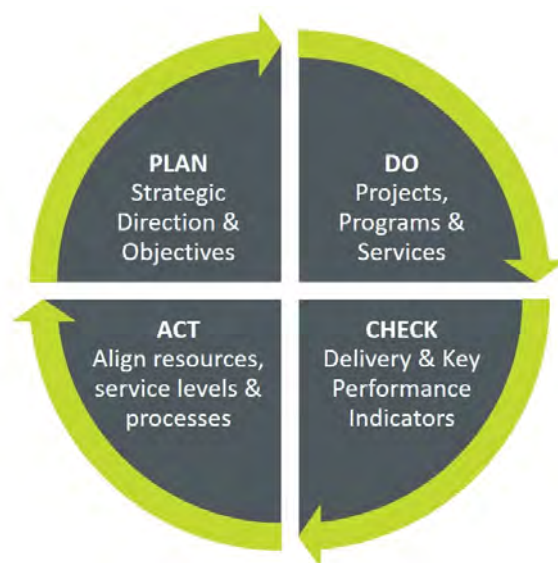 PLAN
Strategic
Direction &
Objectives
DO
Projects,
Programs &
Services
ACT
Align resources,
service levels &
processes
CHECK
Delivery & Key
Performance
Indicators